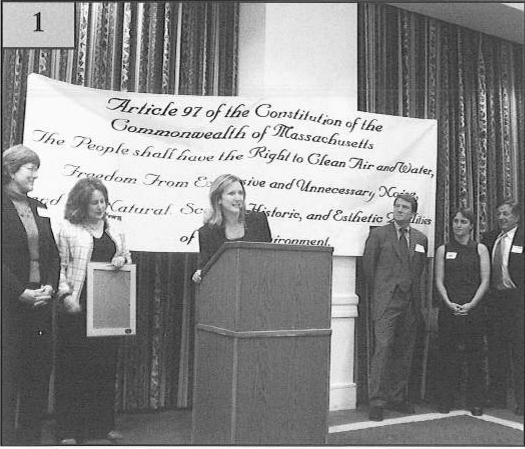 1
Article 97 of the Constitution of the
Commonwealth of Massachusetts
The People shall have the Right to Clean Air and Water,
Freedom From and Unnecessary Noise
Natural, Historic, and Esthetic
of